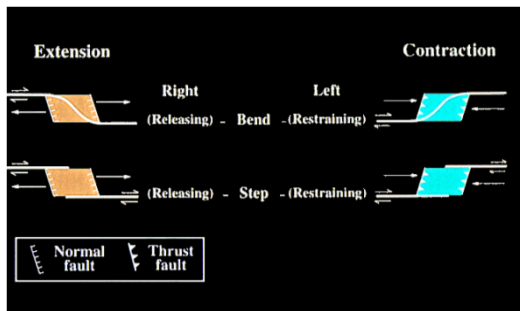 Extension
Contraction
Right
Left
(Releasing) - Bend - (Restraining)
(Releasing) - Step - (Restraining)
Normal fault
Thrust fault